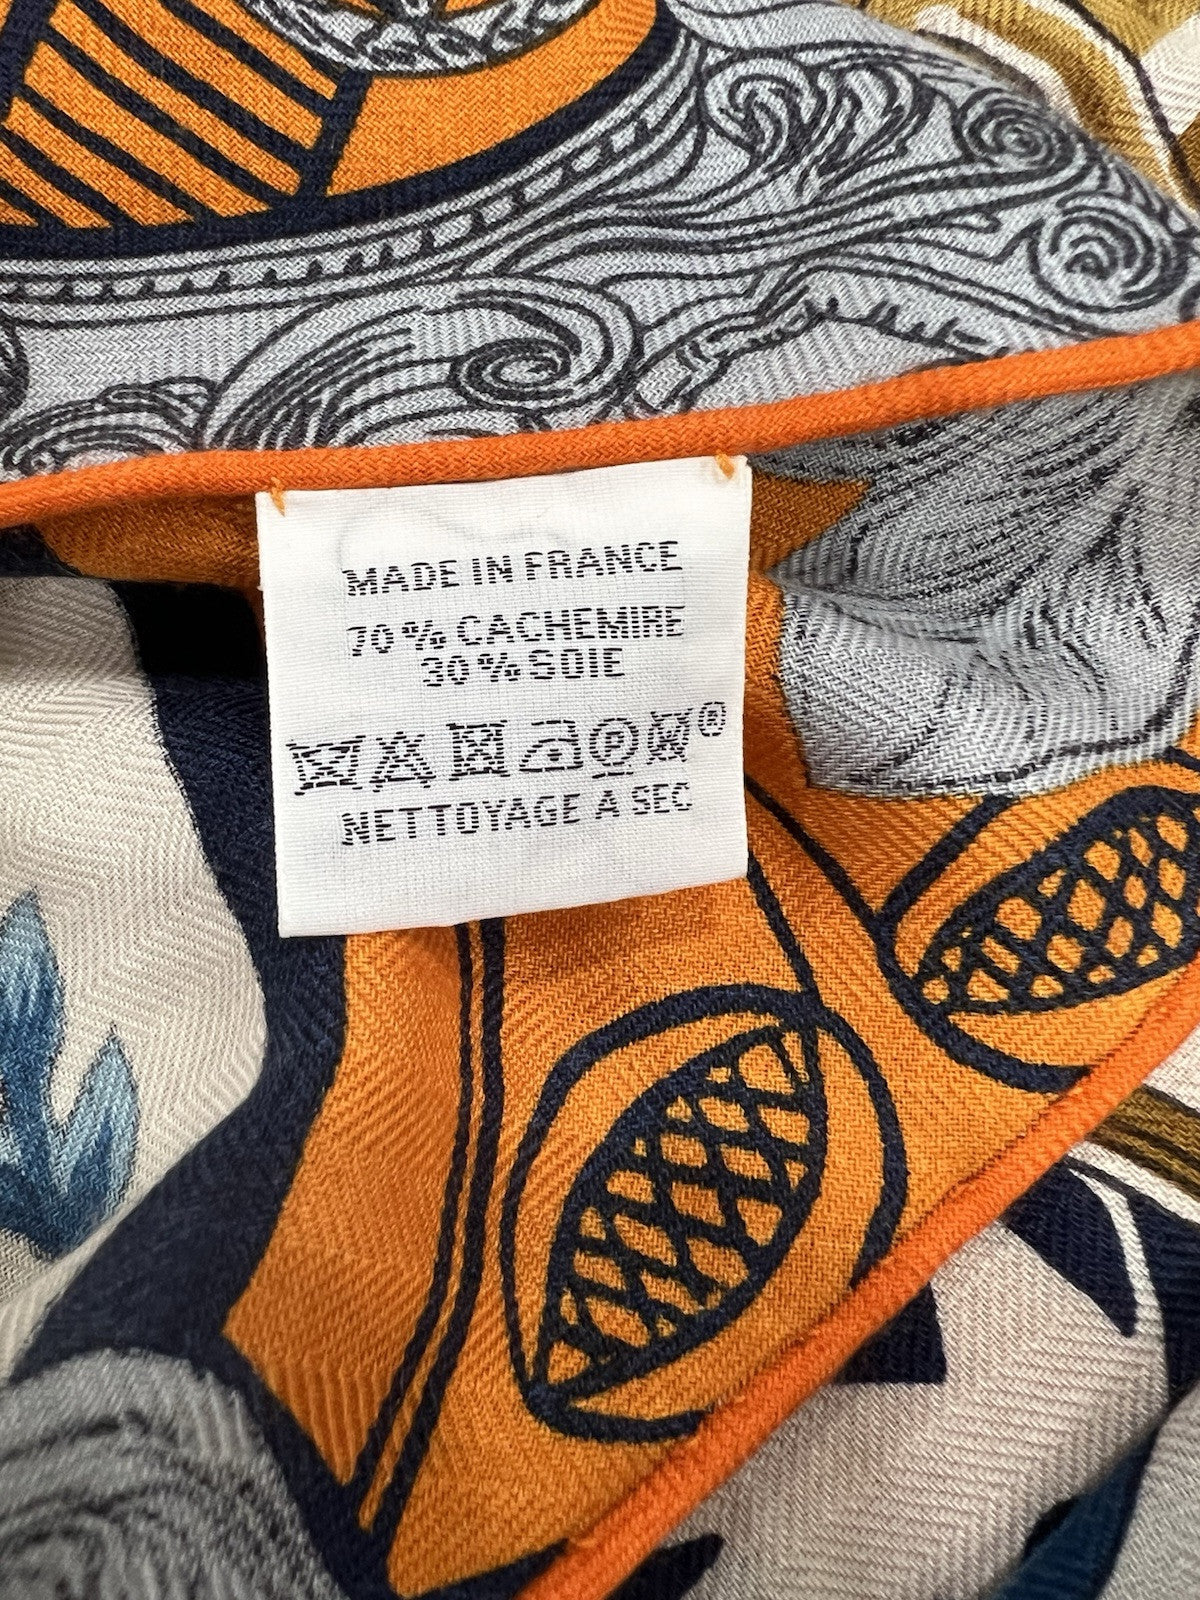 MADE IN FRANCE
70% CACHEMIRE
30% SOIE
P ®
NETTOYAGE A SEC